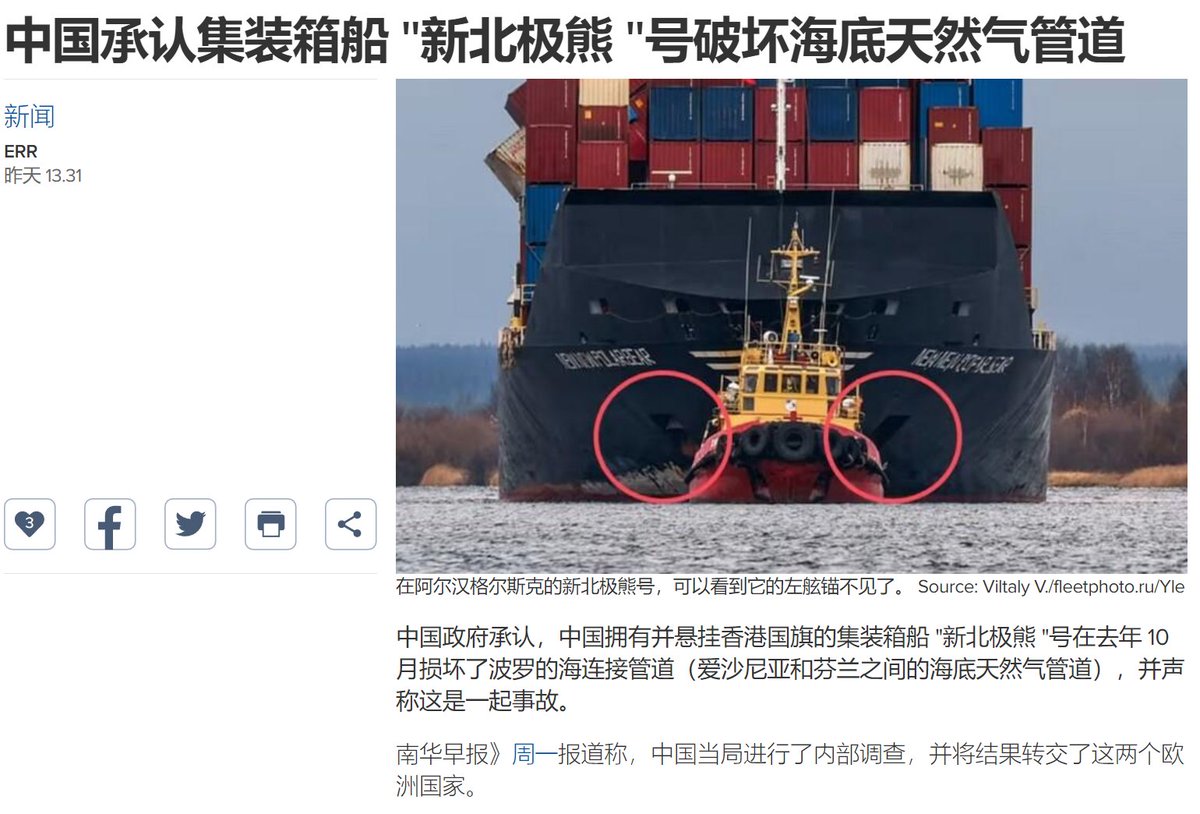 中国承认集装箱船 "新北极熊 "号破坏海底天然气管道
新闻
ERR
昨天 13.31
3
NEWNEW POLAR BEAR
在阿尔汉格尔斯克的新北极熊号，可以看到它的左舷锚不见了。 Source: Viltaly V./fleetphoto.ru/Yle
中国政府承认，中国拥有并悬挂香港国旗的集装箱船 "新北极熊 "号在去年 10
月损坏了波罗的海连接管道（爱沙尼亚和芬兰之间的海底天然气管道），并声
称这是一起事故。
南华早报》周一报道称，中国当局进行了内部调查，并将结果转交了这两个欧
洲国家。